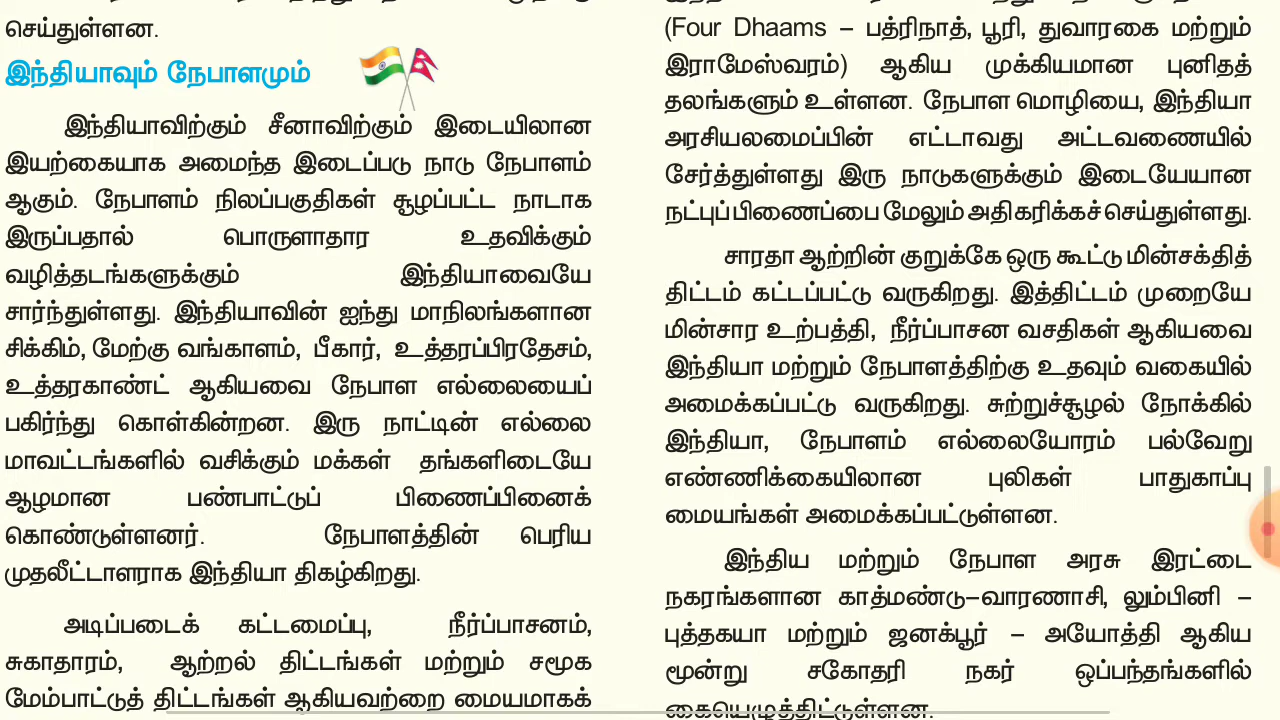 செய்துள்ளன.
இந்தியாவும் நேபாளமும்
இந்தியாவிற்கும் சீனாவிற்கும் இடையிலான
இயற்கையாக அமைந்த இடைப்படு நாடு நேபாளம்
ஆகும். நேபாளம் நிலப்பகுதிகள் சூழப்பட்ட நாடாக
இருப்பதால் பொருளாதார உதவிக்கும்
வழித்தடங்களுக்கும் இந்தியாவையே
சார்ந்துள்ளது. இந்தியாவின் ஐந்து மாநிலங்களான
சிக்கிம், மேற்கு வங்காளம், பீகார், உத்தரப்பிரதேசம்,
உத்தரகாண்ட் ஆகியவை நேபாள எல்லையைப்
பகிர்ந்து கொள்கின்றன. இரு நாட்டின் எல்லை
மாவட்டங்களில் வசிக்கும் மக்கள் தங்களிடையே
ஆழமான பண்பாட்டுப் பிணைப்பினைக்
கொண்டுள்ளனர். நேபாளத்தின் பெரிய
முதலீட்டாளராக இந்தியா திகழ்கிறது.
அடிப்படைக் கட்டமைப்பு, நீர்ப்பாசனம்,
சுகாதாரம், ஆற்றல் திட்டங்கள் மற்றும் சமூக
மேம்பாட்டுத் திட்டங்கள் ஆகியவற்றை மையமாகக்
(Four Dhaams – பத்ரிநாத், பூரி, துவாரகை மற்றும்
இராமேஸ்வரம்) ஆகிய முக்கியமான புனிதத்
தலங்களும் உள்ளன. நேபாள மொழியை, இந்தியா
அரசியலமைப்பின் எட்டாவது அட்டவணையில்
சேர்த்துள்ளது இரு நாடுகளுக்கும் இடையேயான
நட்புப் பிணைப்பை மேலும் அதிகரிக்கச் செய்துள்ளது.
சாரதா ஆற்றின் குறுக்கே ஒரு கூட்டு மின்சக்தித்
திட்டம் கட்டப்பட்டு வருகிறது. இத்திட்டம் முறையே
மின்சார உற்பத்தி, நீர்ப்பாசன வசதிகள் ஆகியவை
இந்தியா மற்றும் நேபாளத்திற்கு உதவும் வகையில்
அமைக்கப்பட்டு வருகிறது. சுற்றுச்சூழல் நோக்கில்
இந்தியா, நேபாளம் எல்லையோரம் பல்வேறு
எண்ணிக்கையிலான புலிகள் பாதுகாப்பு
மையங்கள் அமைக்கப்பட்டுள்ளன.
இந்திய மற்றும் நேபாள அரசு இரட்டை
நகரங்களான காத்மண்டு–வாரணாசி, லும்பினி –
புத்தகயா மற்றும் ஜனக்பூர் – அயோத்தி ஆகிய
மூன்று சகோதரி நகர் ஒப்பந்தங்களில்
கையெழுத்திட்டுள்ளன.